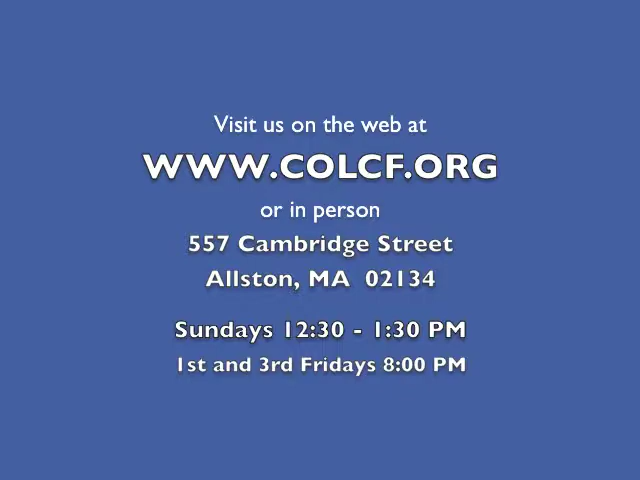 Visit us on the web at
WWW.COLCF.ORG
or in person
557 Cambridge Street
Allston, MA 02134
Sundays 12:30 - 1:30 PM
1st and 3rd Fridays 8:00 PM